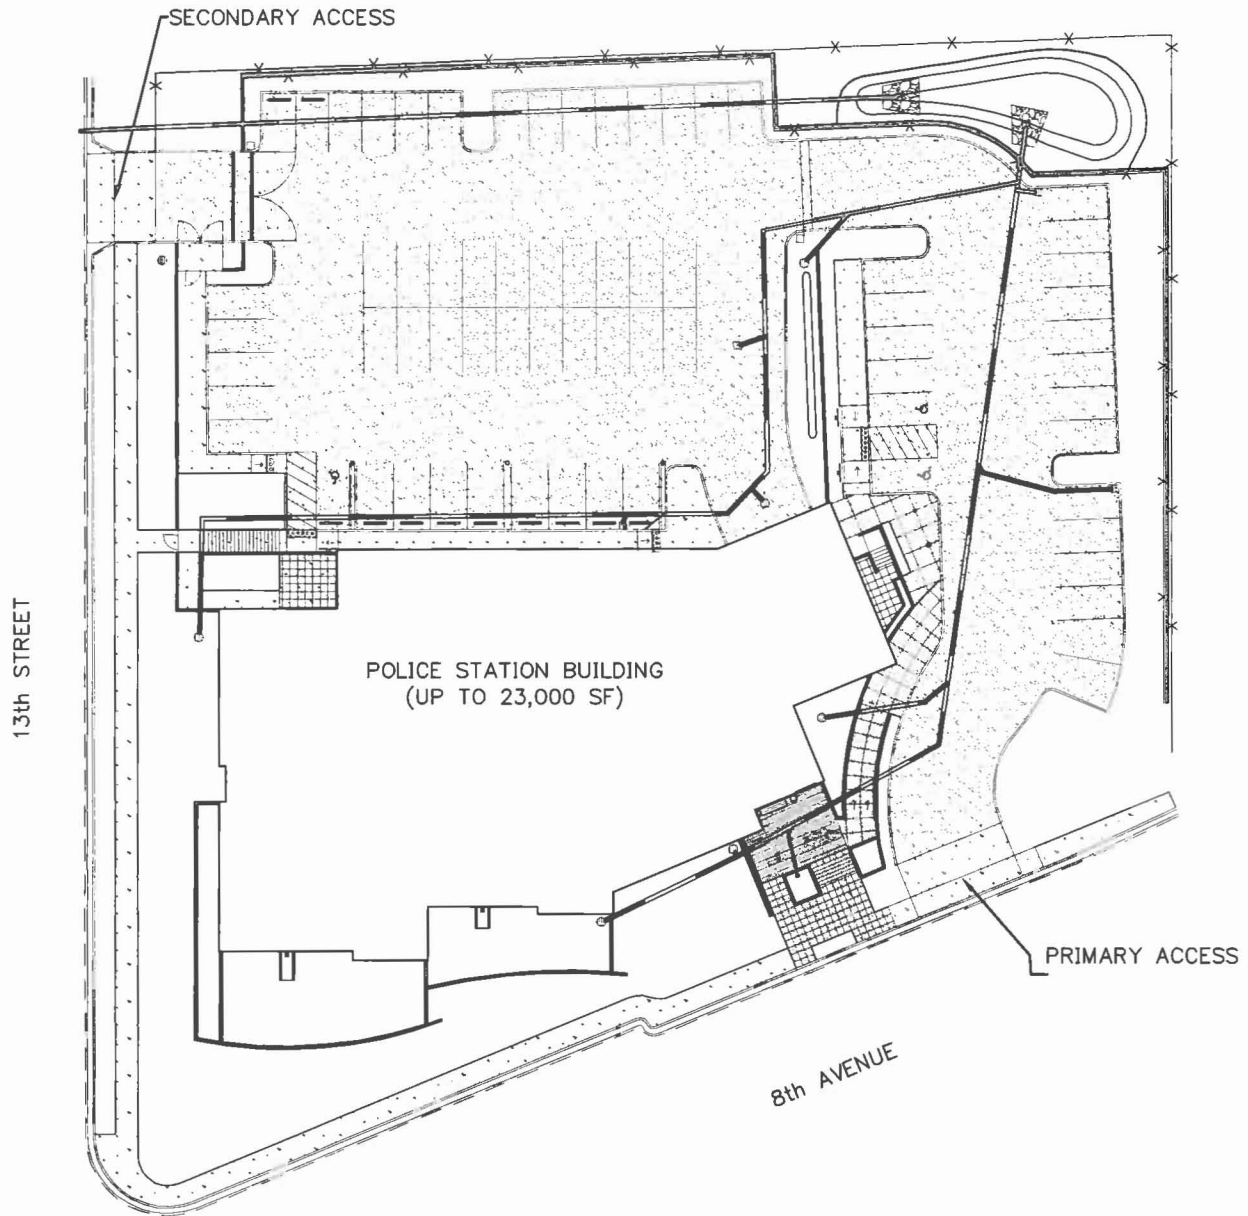 SECONDARY ACCESS
13th STREET
POLICE STATION BUILDING
(UP TO 23,000 SF)
PRIMARY ACCESS
8th AVENUE